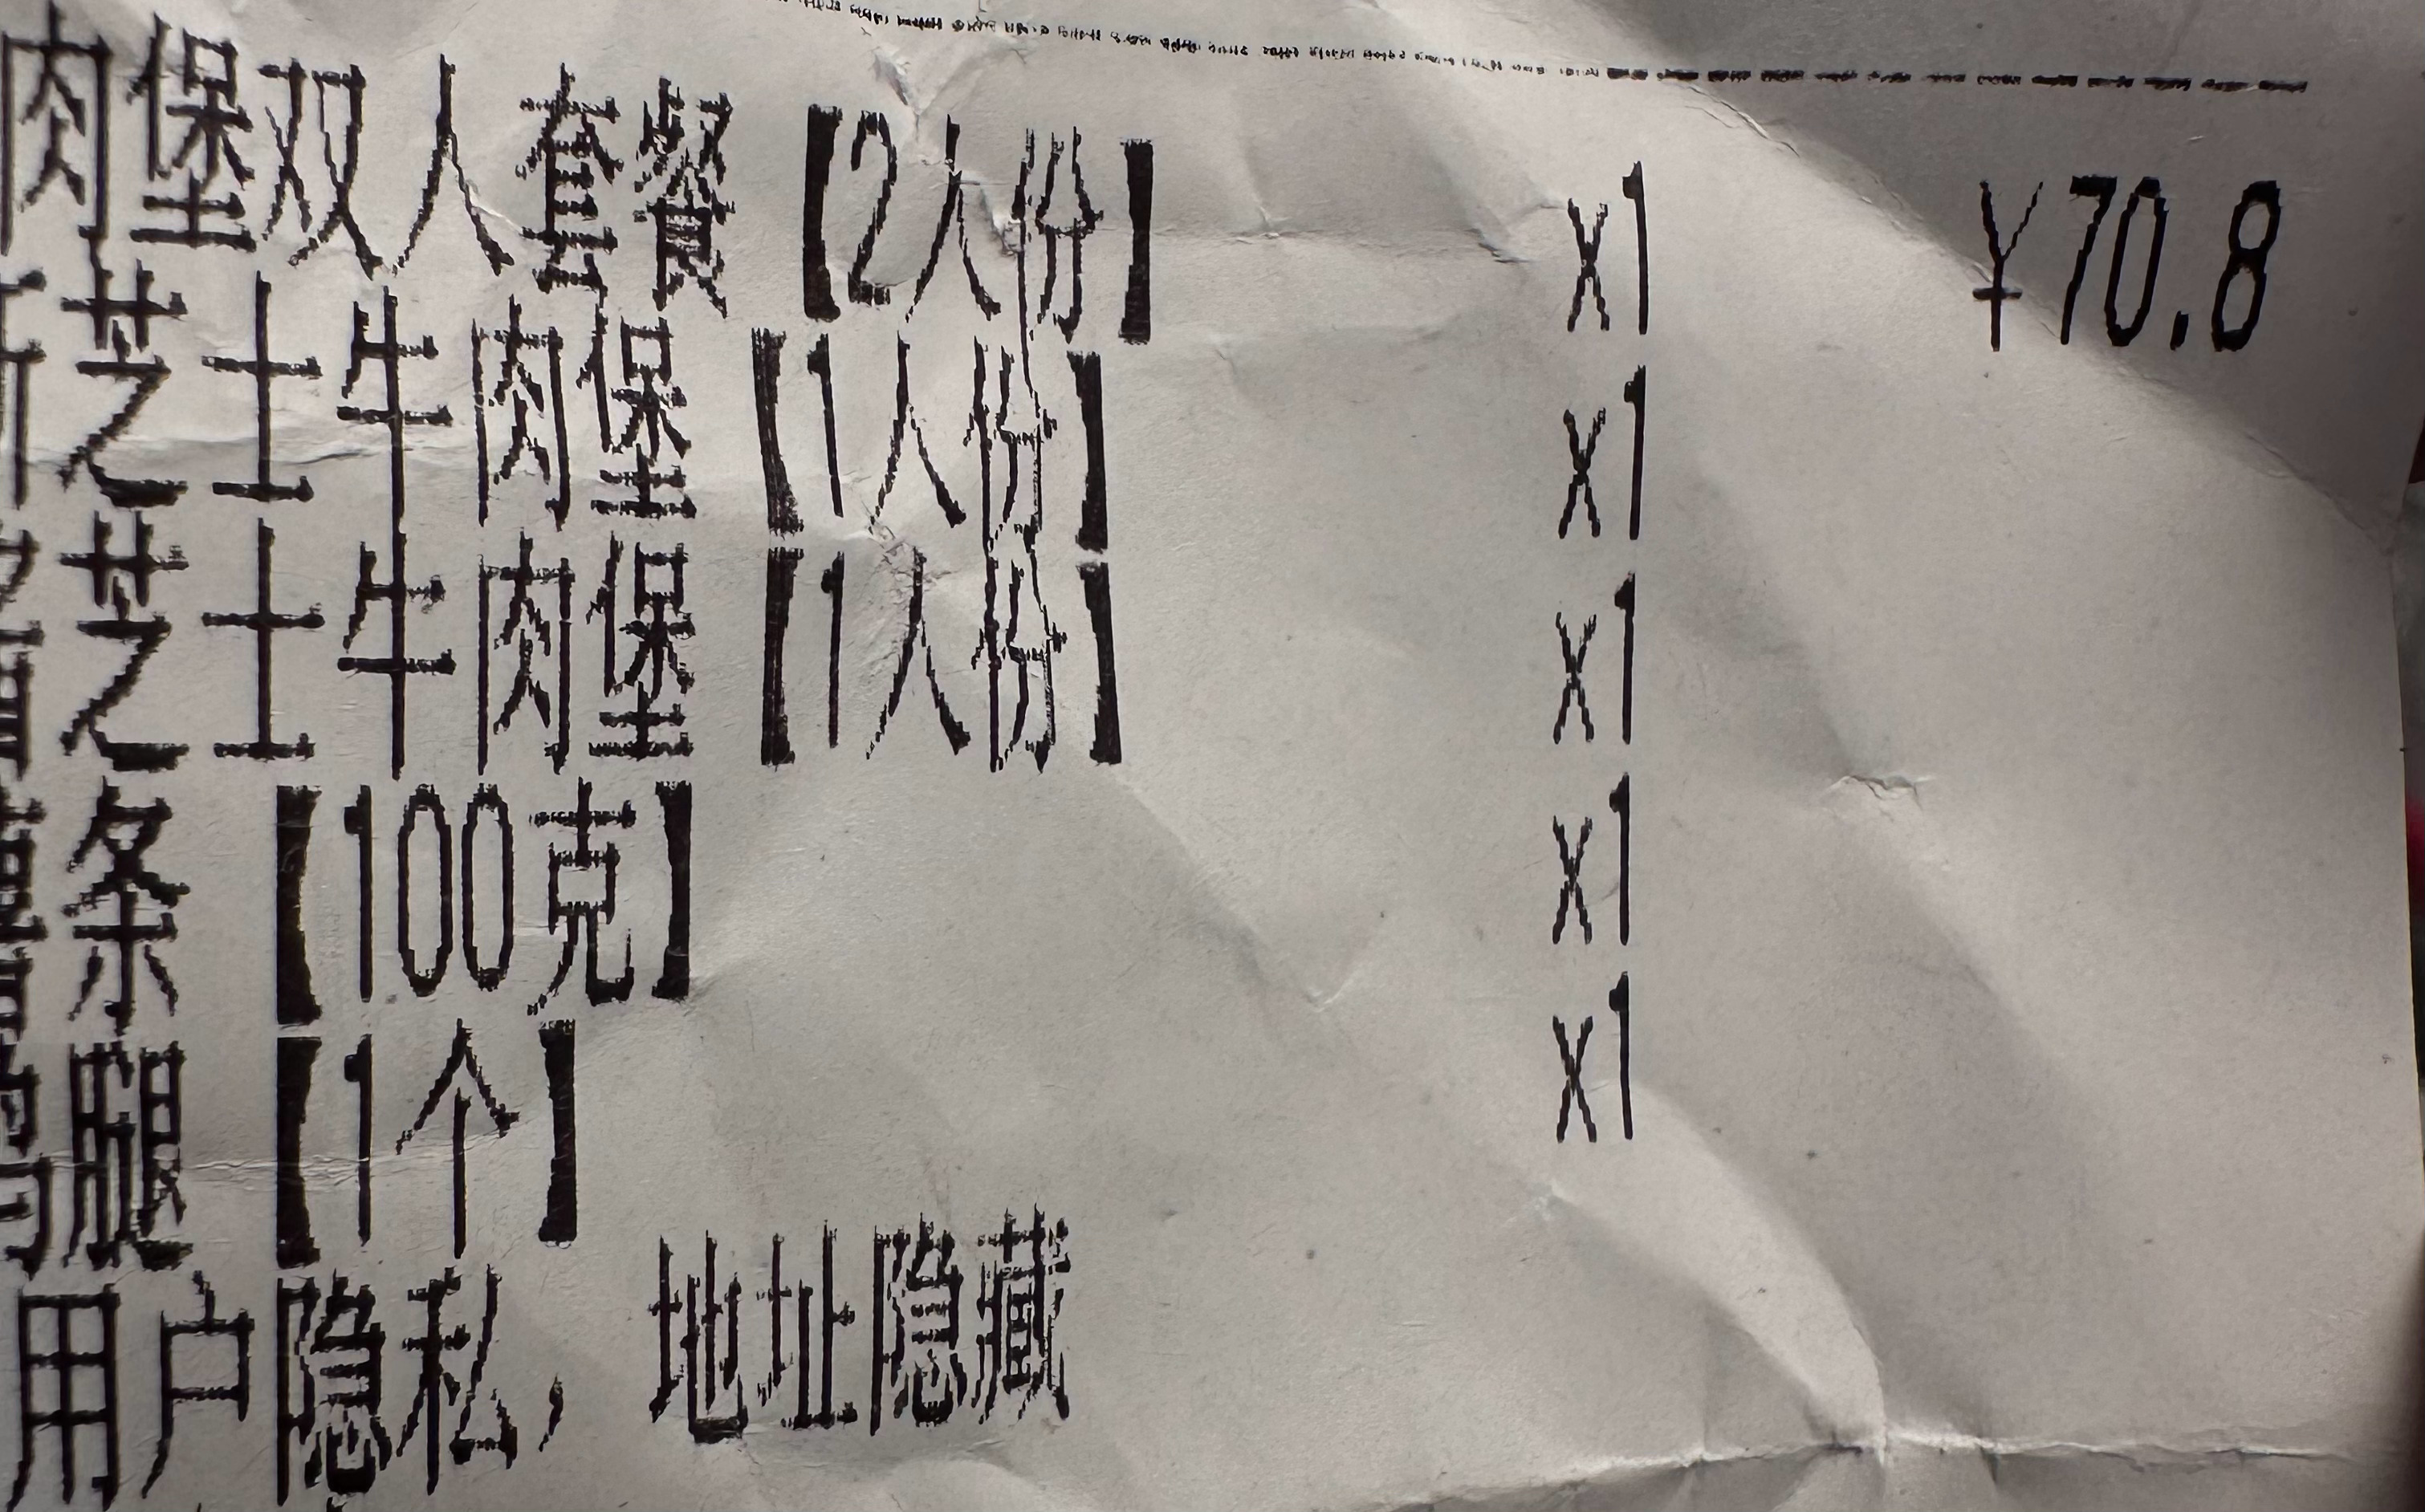 肉堡双人套餐【2人份】 x1 ¥70.8
芝士牛肉堡【1人份】 x1
芝士牛肉堡【1人份】 x1
条【100克】 x1
腿【1个】 x1
用户隐私，地址隐藏